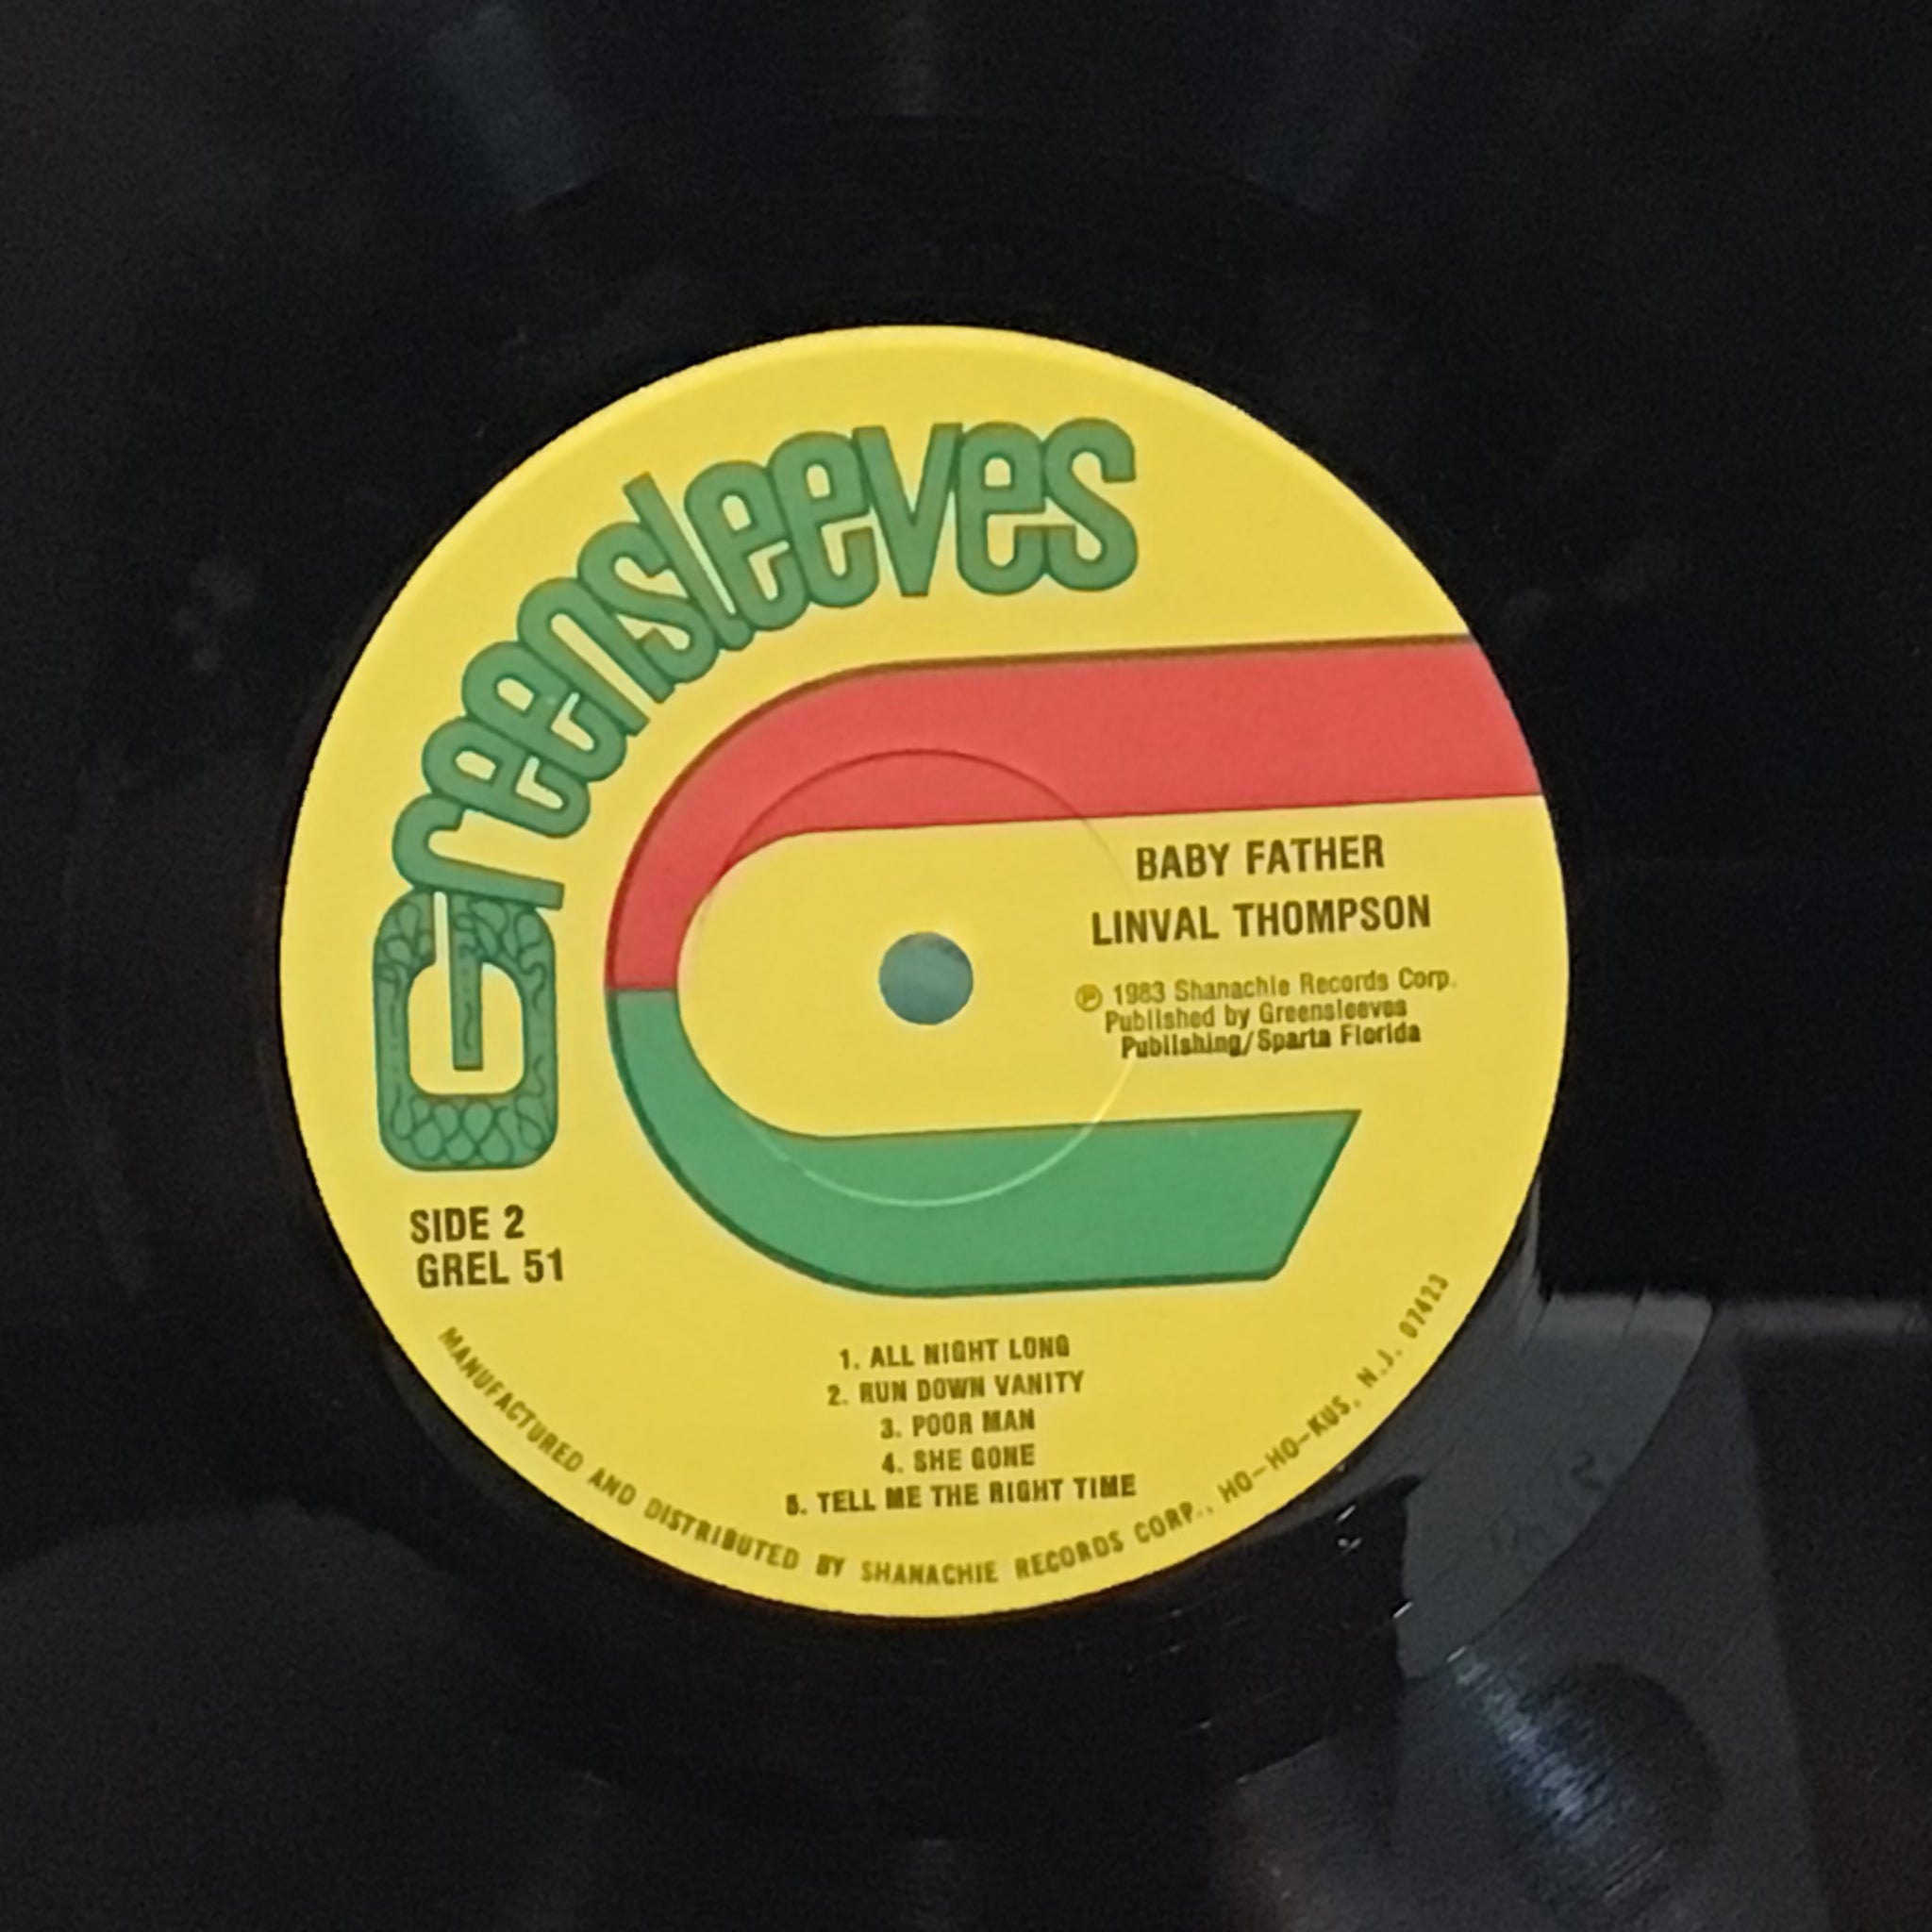 Greensleeves
BABY FATHER
LINVAL THOMPSON
℗ 1983 Shanachie Records Corp.
Published by Greensleeves
Publishing/Sparta Florida
SIDE 2
GREL 51
1. ALL NIGHT LONG
2. RUN DOWN VANITY
3. POOR MAN
4. SHE GONE
5. TELL ME THE RIGHT TIME
MANUFACTURED AND DISTRIBUTED BY SHANACHIE RECORDS CORP., HO-HO-KUS, N.J. 07423